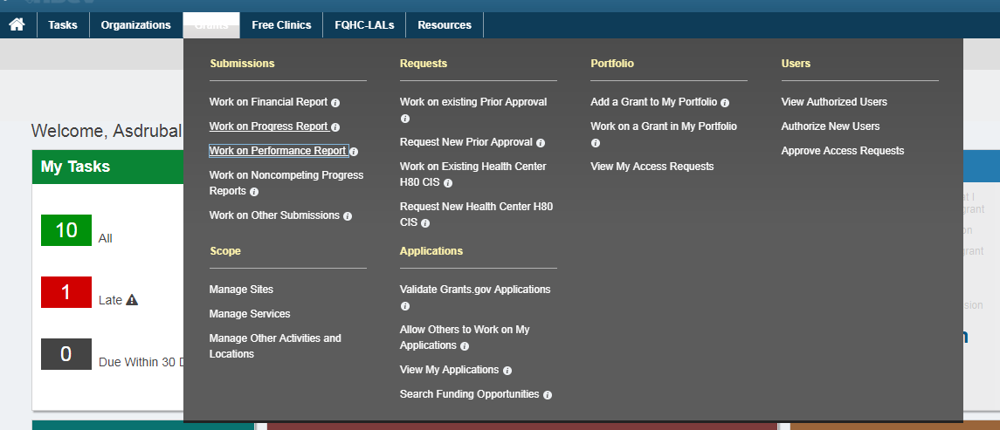 Tasks
Organizations
Grants
Free Clinics
FQHC-LALs
Resources
Welcome, Asdrubal
My Tasks
10
All
1
Late
0
Due Within 30 D
Submissions
Work on Financial Report
Work on Progress Report
Work on Performance Report
Work on Noncompeting Progress
Reports
Work on Other Submissions
Requests
Work on existing Prior Approval
Request New Prior Approval
Work on Existing Health Center
H80 CIS
Request New Health Center H80
CIS
Portfolio
Add a Grant to My Portfolio
Work on a Grant in My Portfolio
View My Access Requests
Users
View Authorized Users
Authorize New Users
Approve Access Requests
Scope
Manage Sites
Manage Services
Manage Other Activities and
Locations
Applications
Validate Grants.gov Applications
Allow Others to Work on My
Applications
View My Applications
Search Funding Opportunities